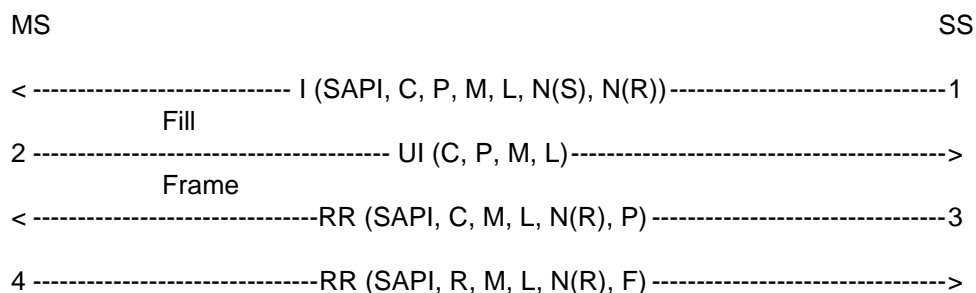 MS SS
< ----------------------------- I (SAPI, C, P, M, L, N(S), N(R))-------------------------------1
Fill
2 ---------------------------------------- UI (C, P, M, L)------------------------------------------>
Frame
< --------------------------------RR (SAPI, C, M, L, N(R), P) ---------------------------------3
4 --------------------------------RR (SAPI, R, M, L, N(R), F) --------------------------------->